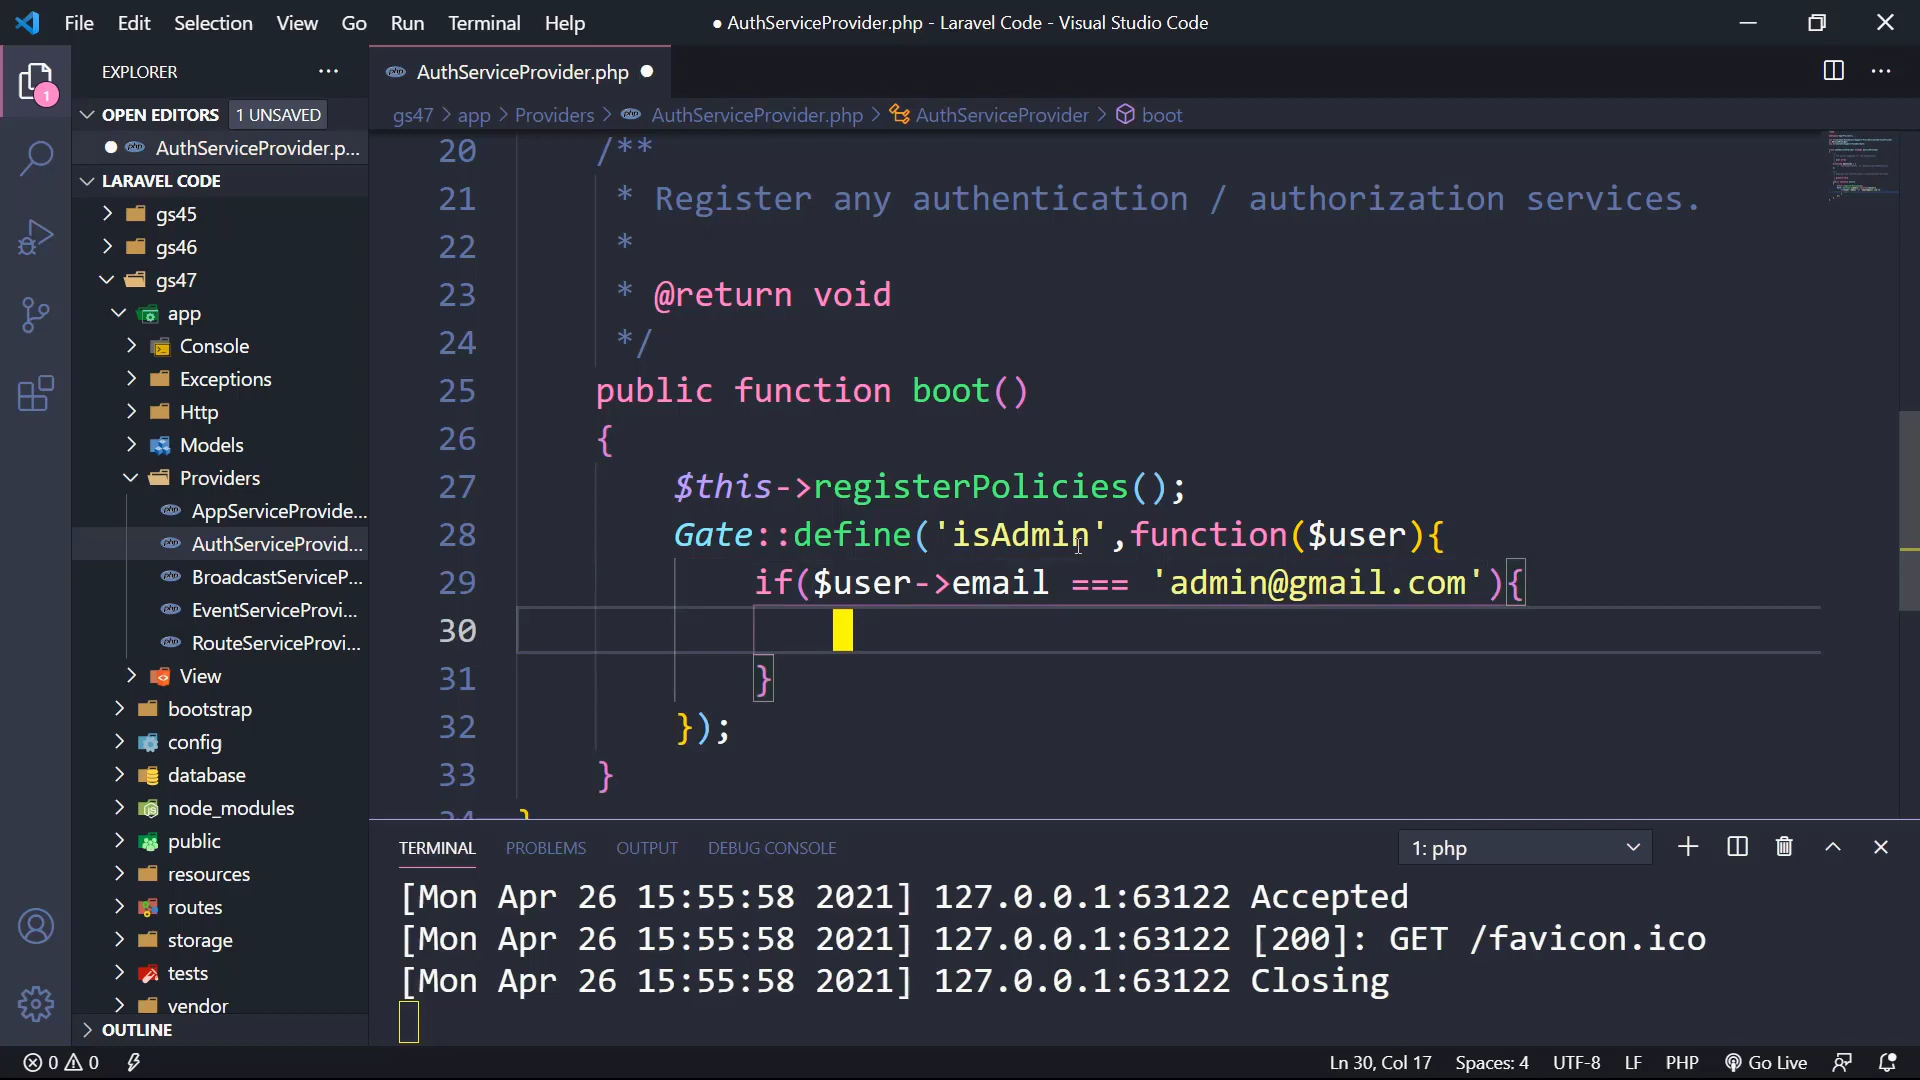 File Edit Selection View Go Run Terminal Help
● AuthServiceProvider.php - Laravel Code - Visual Studio Code
EXPLORER
1
OPEN EDITORS 1 UNSAVED
AuthServiceProvider.p...
LARAVEL CODE
gs45
gs46
gs47
app
Console
Exceptions
Http
Models
Providers
AppServiceProvide...
AuthServiceProvid...
BroadcastServiceP...
EventServiceProvi...
RouteServiceProvi...
View
bootstrap
config
database
node_modules
public
resources
routes
storage
tests
vendor
OUTLINE
AuthServiceProvider.php
gs47 > app > Providers > AuthServiceProvider.php > AuthServiceProvider > boot
20 /**
21 * Register any authentication / authorization services.
22 *
23 * @return void
24 */
25 public function boot()
26 {
27 $this->registerPolicies();
28 Gate::define('isAdmin',function($user){
29 if($user->email === 'admin@gmail.com'){
30
31 }
32 });
33 }
34 }
TERMINAL PROBLEMS OUTPUT DEBUG CONSOLE 1: php
[Mon Apr 26 15:55:58 2021] 127.0.0.1:63122 Accepted
[Mon Apr 26 15:55:58 2021] 127.0.0.1:63122 [200]: GET /favicon.ico
[Mon Apr 26 15:55:58 2021] 127.0.0.1:63122 Closing
0 0 Ln 30, Col 17 Spaces: 4 UTF-8 LF PHP Go Live